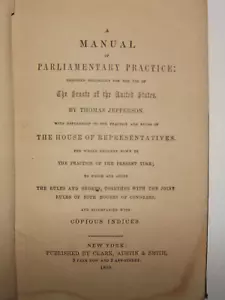 A
MANUAL
OF
PARLIAMENTARY PRACTICE:
COMPOSED ORIGINALLY FOR THE USE OF
The Senate of the United States.
BY THOMAS JEFFERSON.
WITH REFERENCES TO THE PRACTICE AND RULES OF
THE HOUSE OF REPRESENTATIVES.
THE WHOLE BROUGHT DOWN TO
THE PRACTICE OF THE PRESENT TIME;
TO WHICH ARE ADDED
THE RULES AND ORDERS, TOGETHER WITH THE JOINT
RULES OF BOTH HOUSES OF CONGRESS.
AND ACCOMPANIED WITH
COPIOUS INDICES.
NEW YORK:
PUBLISHED BY CLARK, AUSTIN & SMITH,